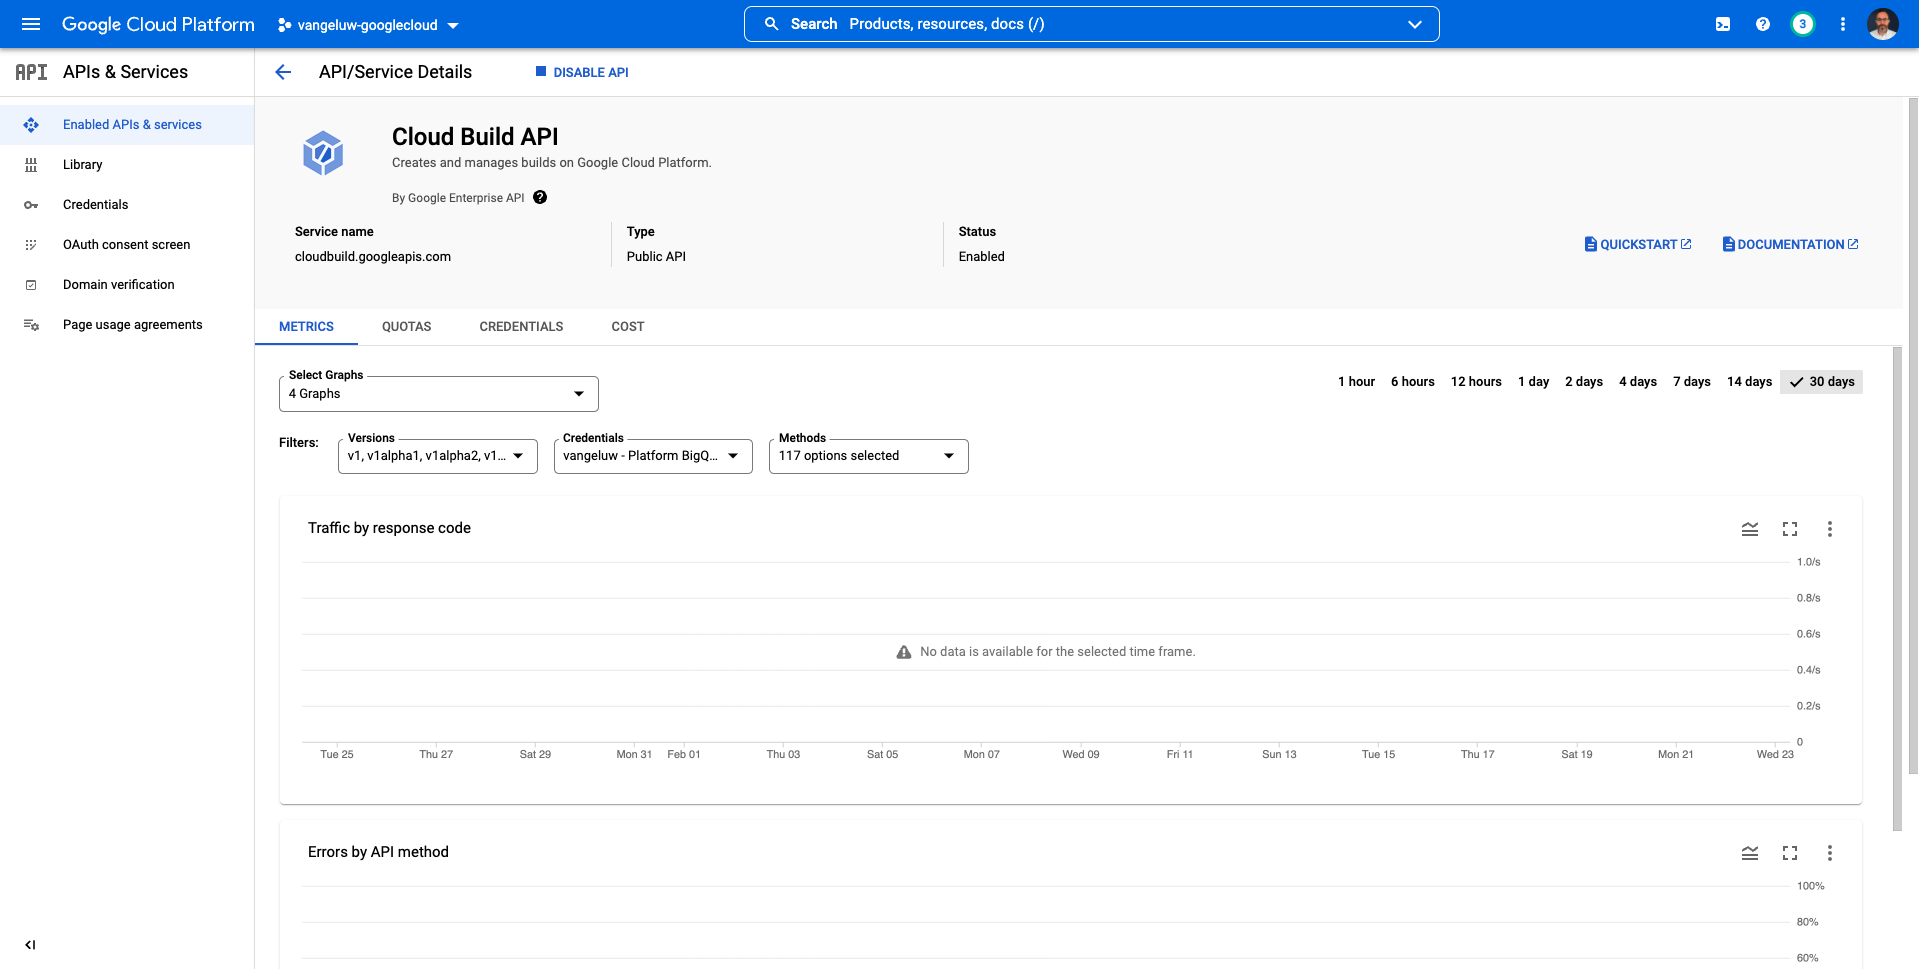 Google Cloud Platform
vangeluw-googlecloud
Search Products, resources, docs (/)
3
API APIs & Services
API/Service Details
DISABLE API
Enabled APIs & services
Library
Credentials
OAuth consent screen
Domain verification
Page usage agreements
Cloud Build API
Creates and manages builds on Google Cloud Platform.
By Google Enterprise API
Service name
cloudbuild.googleapis.com
Type
Public API
Status
Enabled
QUICKSTART
DOCUMENTATION
METRICS QUOTAS CREDENTIALS COST
Select Graphs
4 Graphs
1 hour 6 hours 12 hours 1 day 2 days 4 days 7 days 14 days 30 days
Filters:
Versions
v1, v1alpha1, v1alpha2, v1...
Credentials
vangeluw - Platform BigQ...
Methods
117 options selected
Traffic by response code
1.0/s
0.8/s
0.6/s
No data is available for the selected time frame.
0.4/s
0.2/s
0
Tue 25 Thu 27 Sat 29 Mon 31 Feb 01 Thu 03 Sat 05 Mon 07 Wed 09 Fri 11 Sun 13 Tue 15 Thu 17 Sat 19 Mon 21 Wed 23
Errors by API method
100%
80%
60%